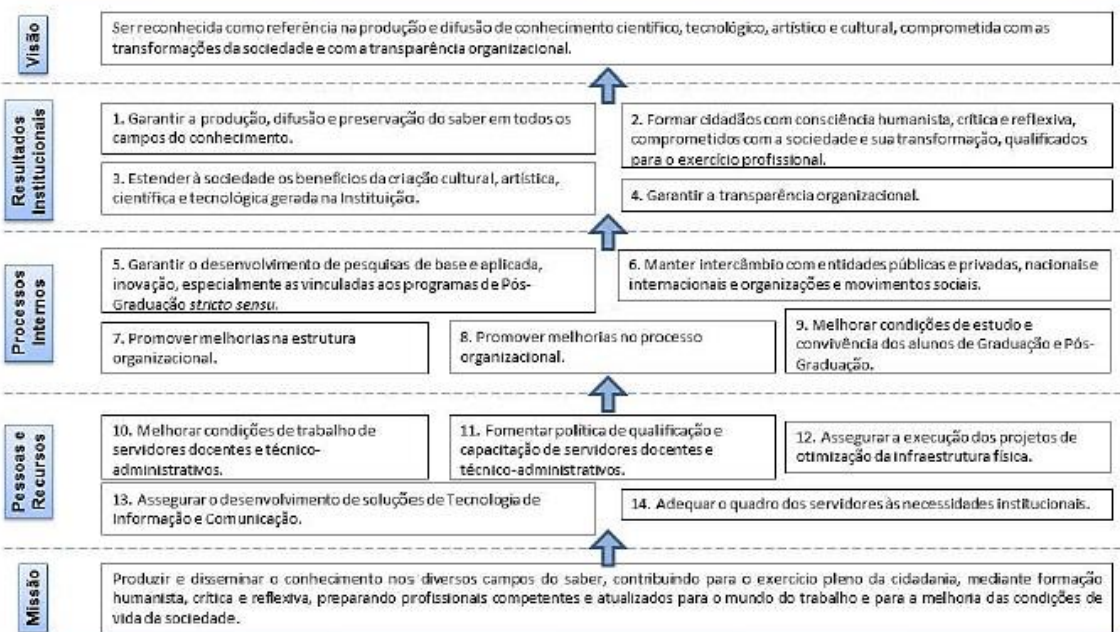 Visão
Ser reconhecida como referência na produção e difusão de conhecimento científico, tecnológico, artístico e cultural, comprometida com as
transformações da sociedade e com a transparência organizacional.
Resultados
Institucionais
1. Garantir a produção, difusão e preservação do saber em todos os
campos do conhecimento.
2. Formar cidadãos com consciência humanista, crítica e reflexiva,
comprometidos com a sociedade e sua transformação, qualificados
para o exercício profissional.
3. Estender à sociedade os benefícios da criação cultural, artística,
científica e tecnológica gerada na Instituição.
4. Garantir a transparência organizacional.
Processos
Internos
5. Garantir o desenvolvimento de pesquisas de base e aplicada,
inovação, especialmente as vinculadas aos programas de Pós-
Graduação stricto sensu.
6. Manter intercâmbio com entidades públicas e privadas, nacionais e
internacionais e organizações e movimentos sociais.
7. Promover melhorias na estrutura
organizacional.
8. Promover melhorias no processo
organizacional.
9. Melhorar condições de estudo e
convivência dos alunos de Graduação e Pós-
Graduação.
Pessoas e
Recursos
10. Melhorar condições de trabalho de
servidores docentes e técnico-
administrativos.
11. Fomentar política de qualificação e
capacitação de servidores docentes e
técnico-administrativos.
12. Assegurar a execução dos projetos de
otimização da infraestrutura física.
13. Assegurar o desenvolvimento de soluções de Tecnologia de
Informação e Comunicação.
14. Adequar o quadro dos servidores às necessidades institucionais.
Missão
Produzir e disseminar o conhecimento nos diversos campos do saber, contribuindo para o exercício pleno da cidadania, mediante formação
humanista, crítica e reflexiva, preparando profissionais competentes e atualizados para o mundo do trabalho e para a melhoria das condições de
vida da sociedade.